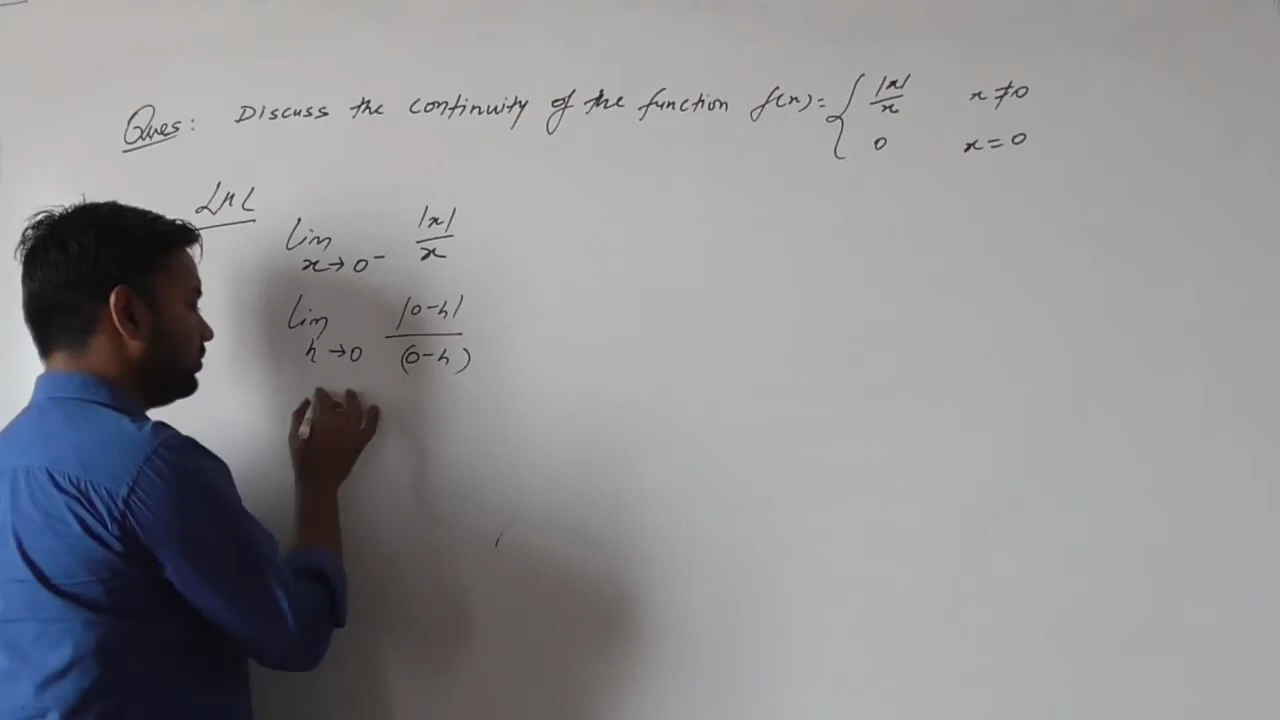 Ques: Discuss the continuity of the function f(x) = { |x|/x x ≠ 0
0 x = 0
LHL
lim x→0⁻ |x|/x
lim h→0 |0-h|/(0-h)